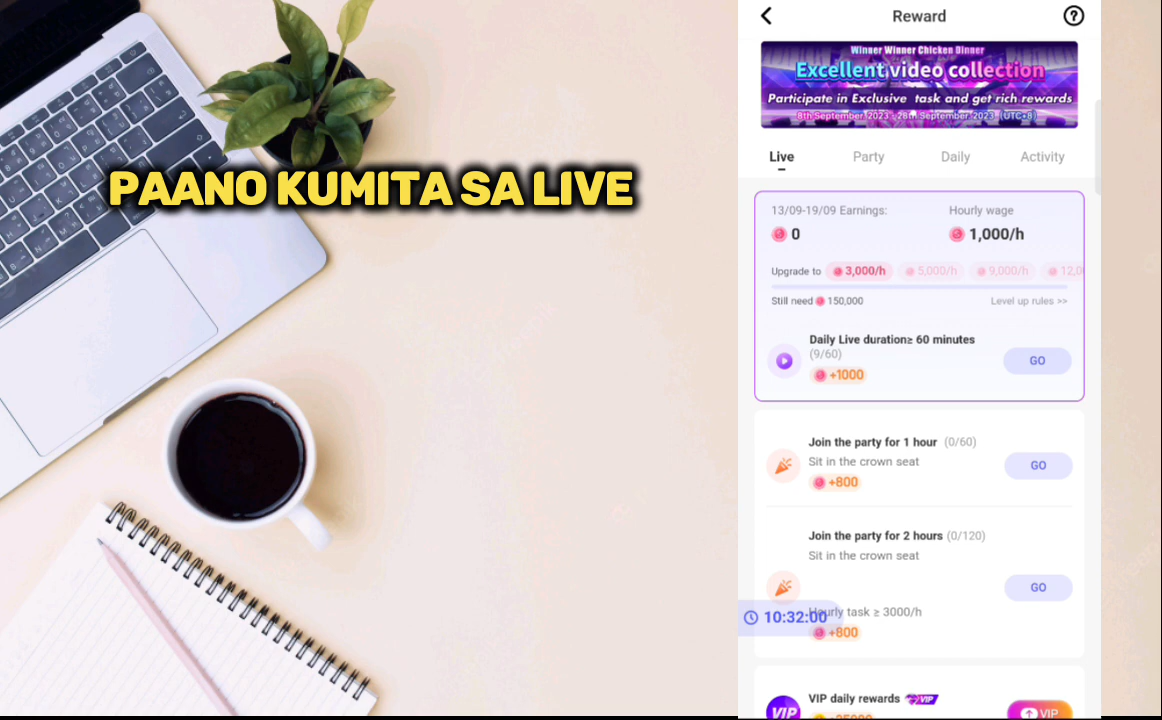 PAANO KUMITA SA LIVE
Reward
Winner Winner Chicken Dinner
Excellent video collection
Participate in Exclusive task and get rich rewards
8th September 2023 - 28th September 2023 (UTC+8)
Live Party Daily Activity
13/09-19/09 Earnings: Hourly wage
0 1,000/h
Upgrade to 3,000/h 5,000/h 9,000/h
Still need 150,000 Level up rules >>
Daily Live duration≥ 60 minutes
(9/60)
GO
+1000
Join the party for 1 hour (0/60)
Sit in the crown seat
GO
+800
Join the party for 2 hours (0/120)
Sit in the crown seat
GO
Hourly task ≥ 3000/h
10:32:00
+800
VIP daily rewards VIP
VIP VIP